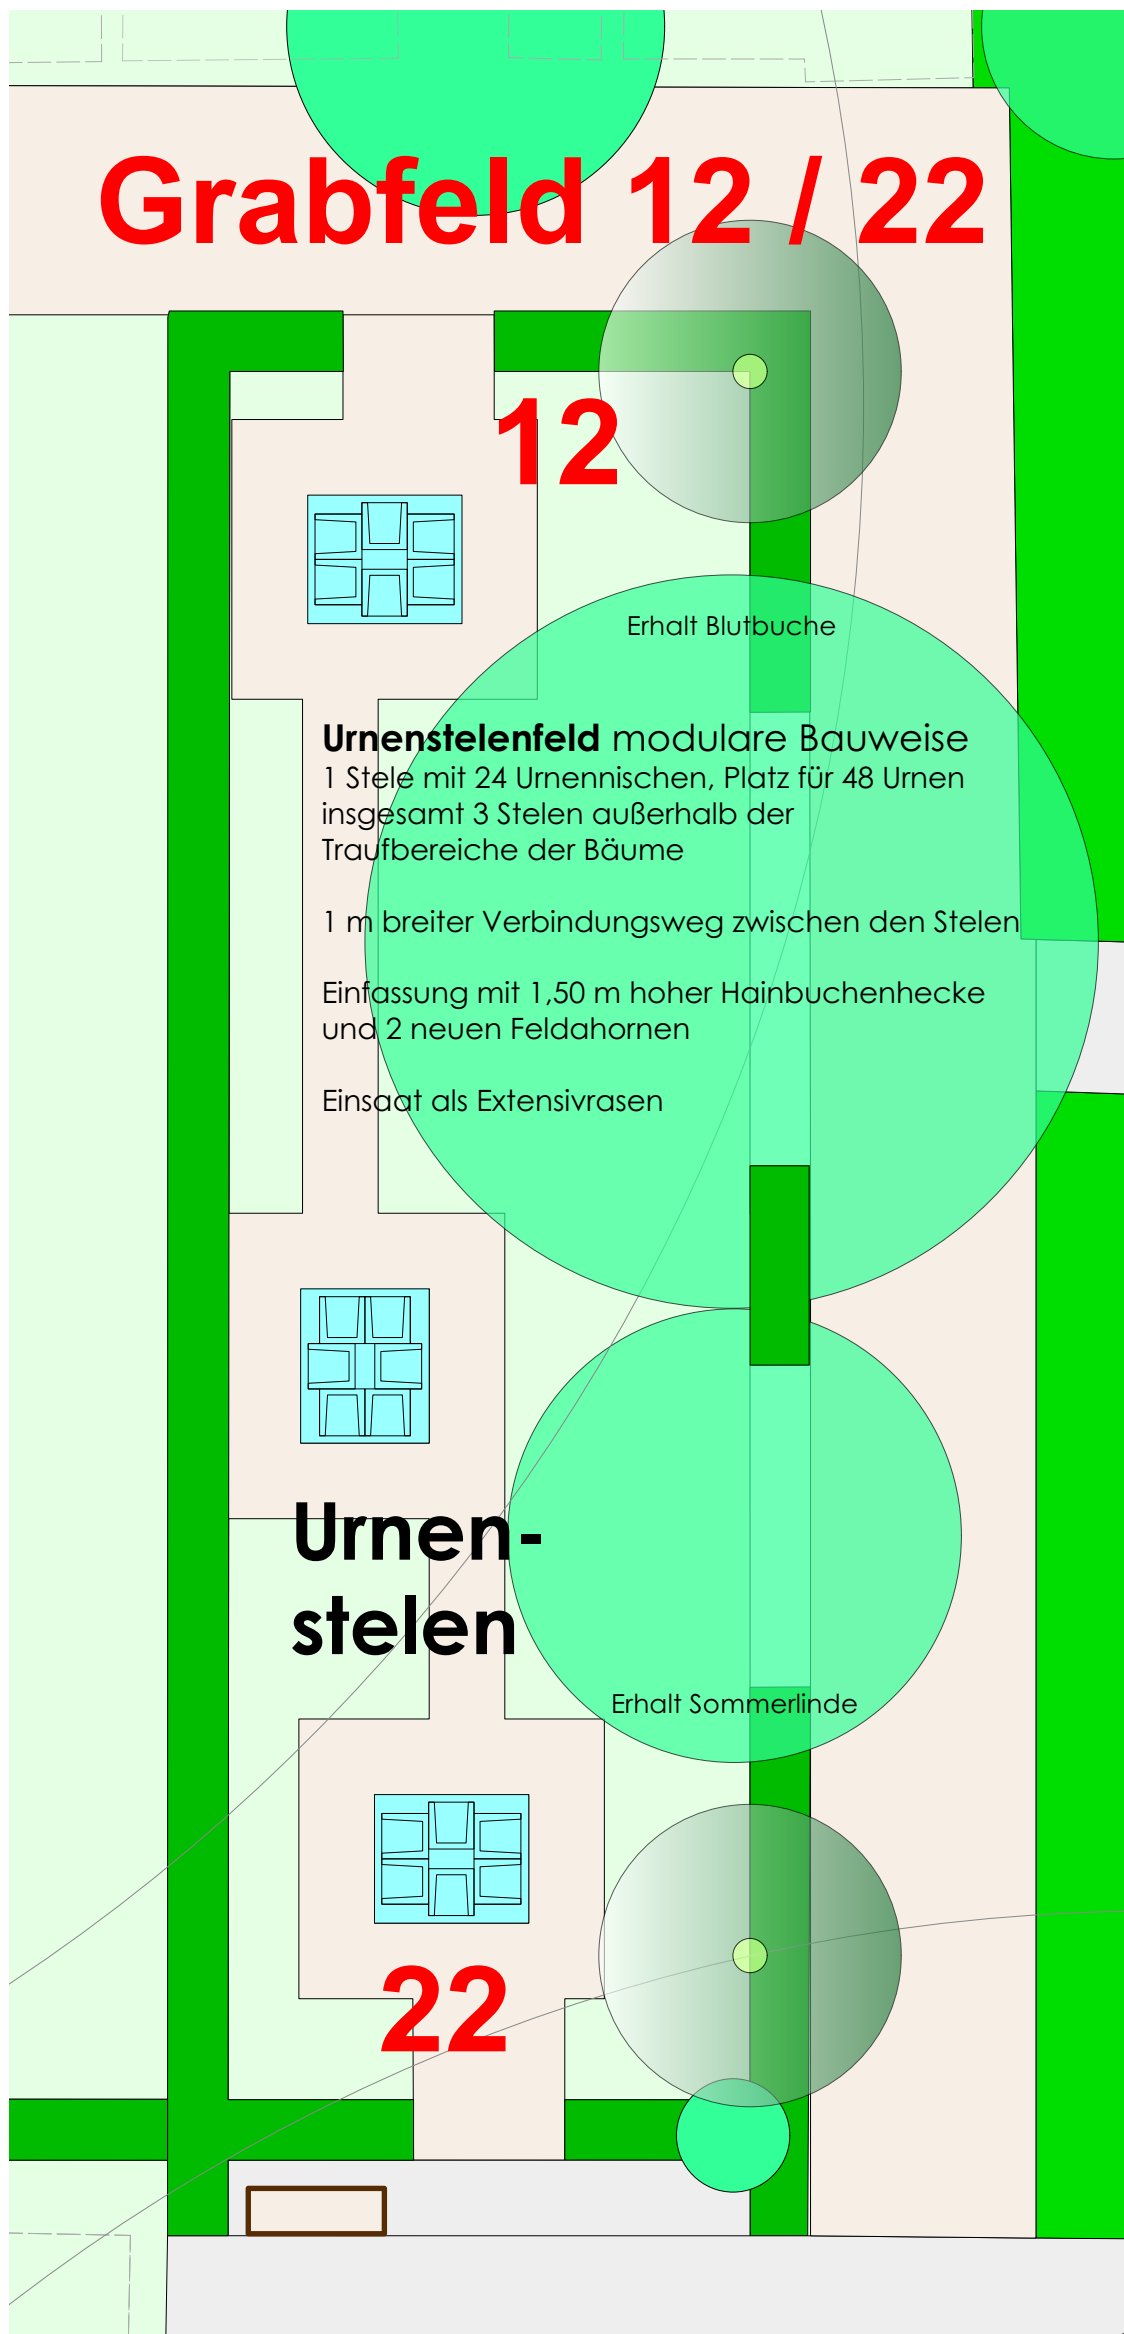 Grabfeld 12 / 22
12
Erhalt Blutbuche
Urnenstelenfeld modulare Bauweise
1 Stele mit 24 Urnennischen, Platz für 48 Urnen
insgesamt 3 Stelen außerhalb der
Traufbereiche der Bäume
1 m breiter Verbindungsweg zwischen den Stelen
Einfassung mit 1,50 m hoher Hainbuchenhecke
und 2 neuen Feldahornen
Einsaat als Extensivrasen
Urnen-
stelen
Erhalt Sommerlinde
22